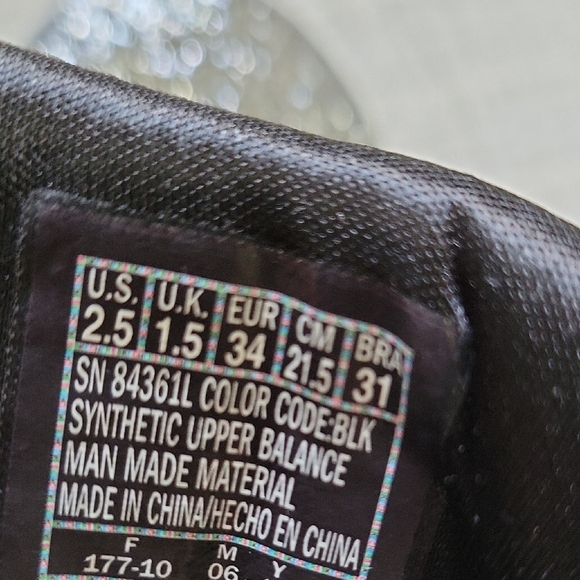 U.S. U.K. EUR CM BRA
2.5 1.5 34 21.5 31
SN 84361L COLOR CODE:BLK
SYNTHETIC UPPER BALANCE
MAN MADE MATERIAL
MADE IN CHINA/HECHO EN CHINA
F M Y
177-10 06